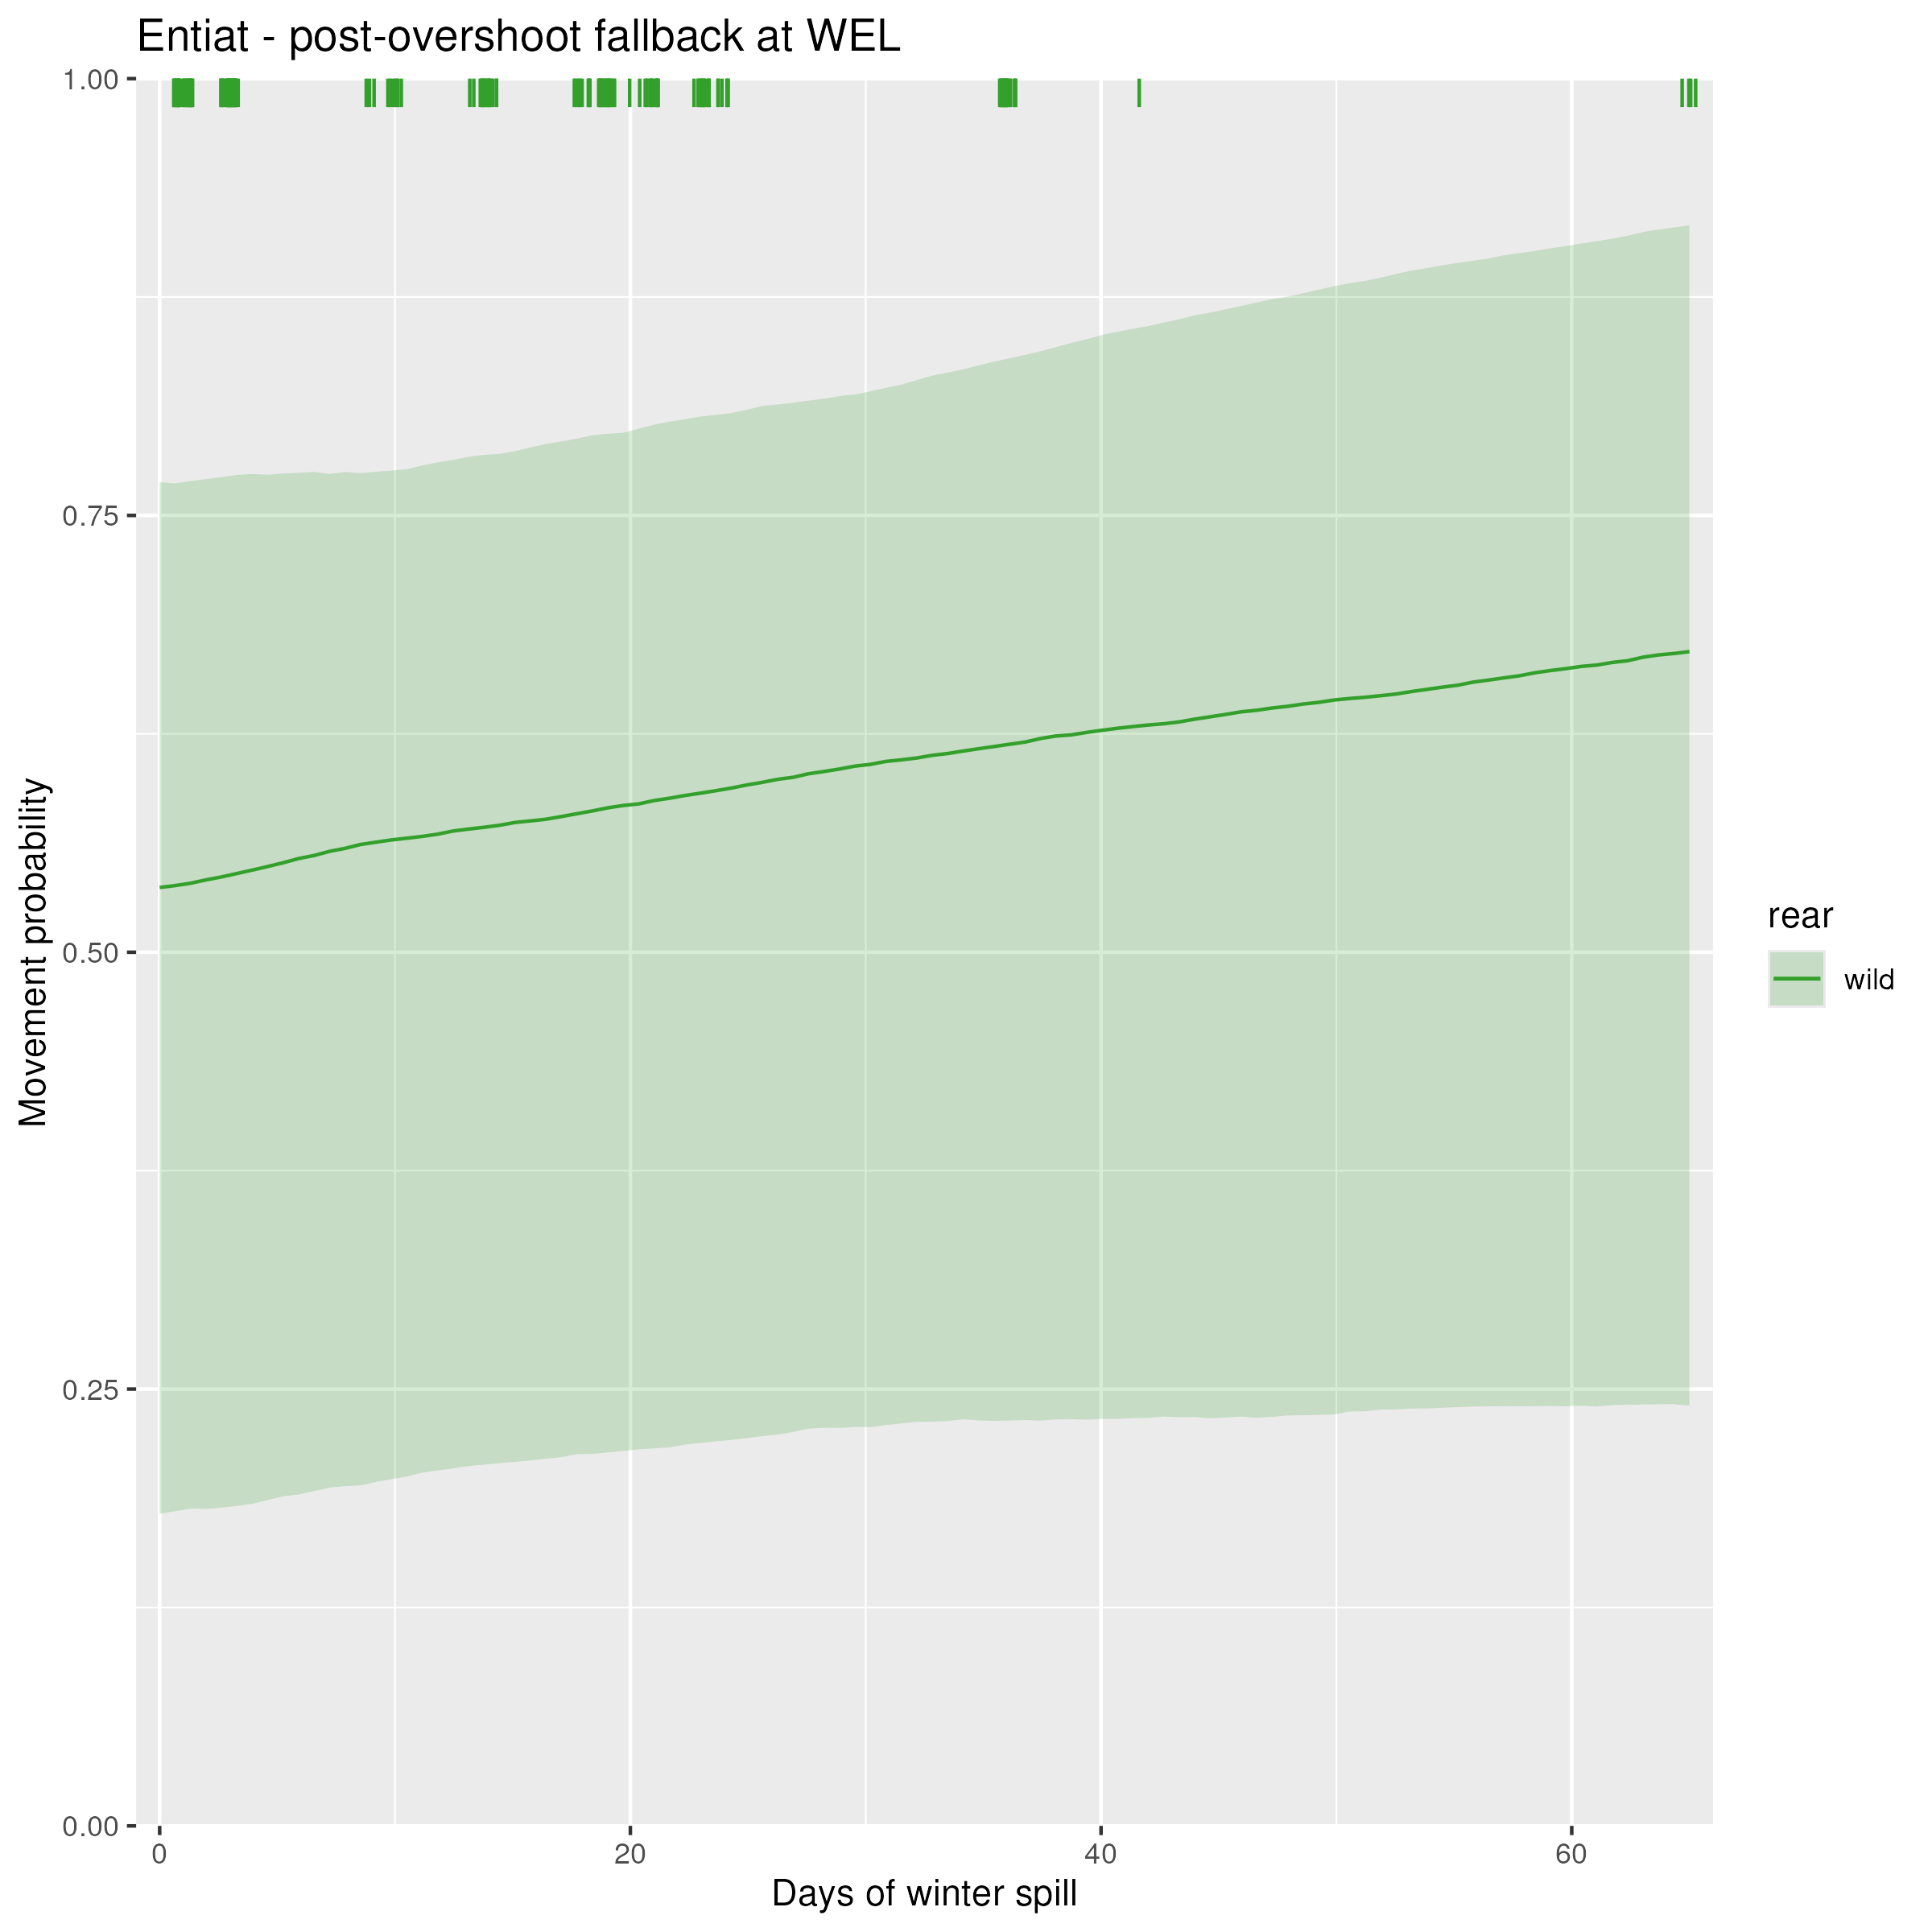 Entiat - post-overshoot fallback at WEL
1.00
0.75
0.50
0.25
0.00
Movement probability
0
20
40
60
Days of winter spill
rear
wild